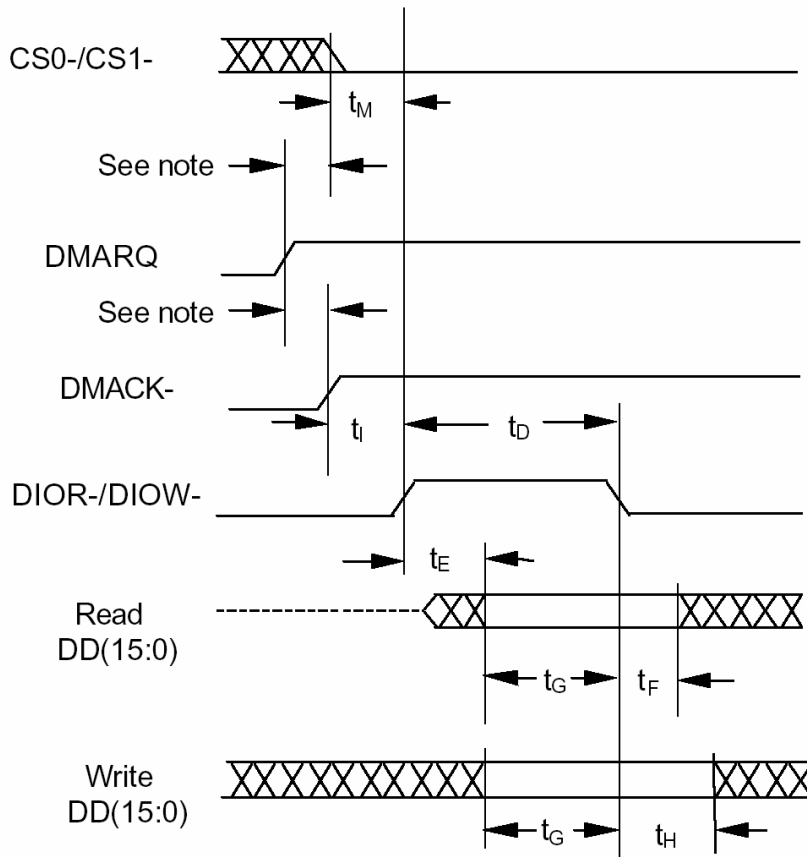 CS0-/CS1-
tM
See note
DMARQ
See note
DMACK-
tI
tD
DIOR-/DIOW-
tE
Read
DD(15:0)
tG
tF
Write
DD(15:0)
tG
tH